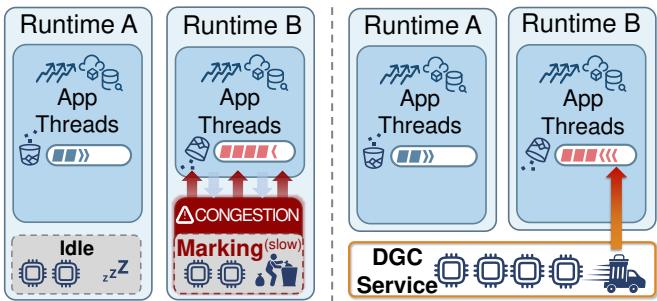 Runtime A
App
Threads
Idle
zzZ
Runtime B
App
Threads
CONGESTION
Marking(slow)
Runtime A
App
Threads
Runtime B
App
Threads
DGC
Service